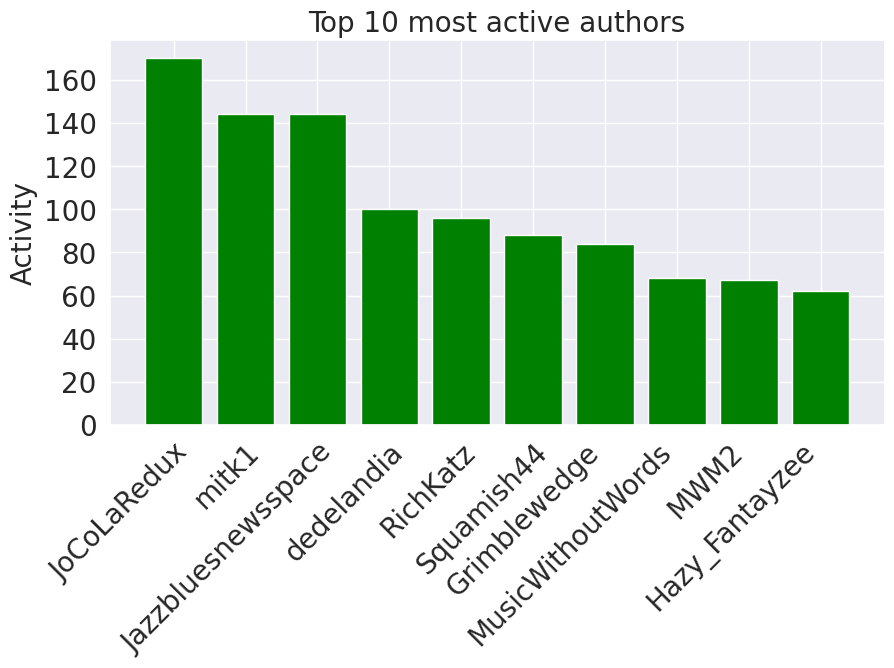 Top 10 most active authors
Activity
160
140
120
100
80
60
40
20
0
JoCoLaRedux
mitk1
Jazzbluesnewsspace
dedelandia
RichKatz
Squamish44
Grimblewedge
MusicWithoutWords
MWM2
Hazy_Fantayzee